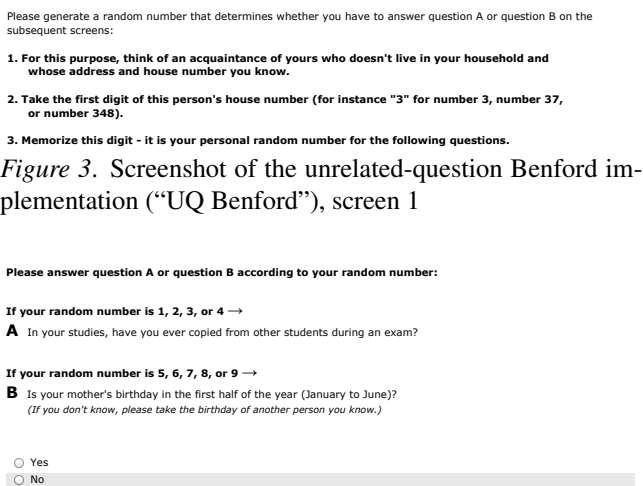 Please generate a random number that determines whether you have to answer question A or question B on the
subsequent screens:
1. For this purpose, think of an acquaintance of yours who doesn't live in your household and
whose address and house number you know.
2. Take the first digit of this person's house number (for instance "3" for number 3, number 37,
or number 348).
3. Memorize this digit - it is your personal random number for the following questions.
Figure 3. Screenshot of the unrelated-question Benford im-
plementation (“UQ Benford”), screen 1
Please answer question A or question B according to your random number:
If your random number is 1, 2, 3, or 4 →
A In your studies, have you ever copied from other students during an exam?
If your random number is 5, 6, 7, 8, or 9 →
B Is your mother's birthday in the first half of the year (January to June)?
(If you don't know, please take the birthday of another person you know.)
Yes
No